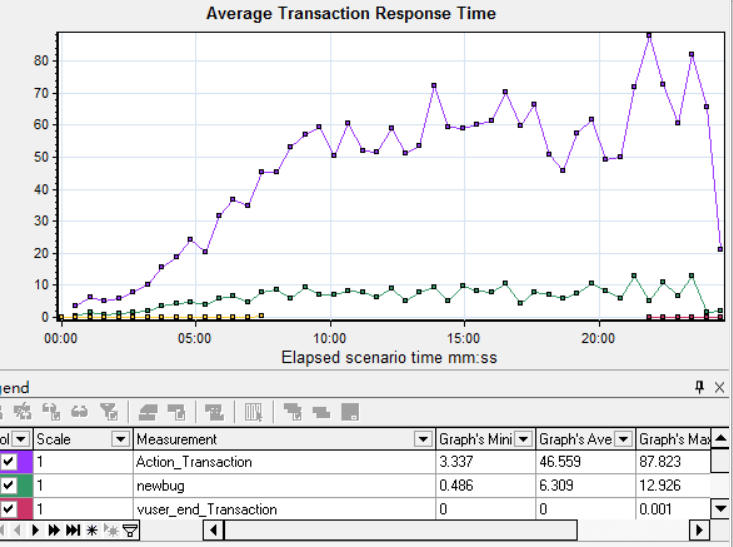 Average Transaction Response Time
80
70
60
50
40
30
20
10
0
00:00 05:00 10:00 15:00 20:00
Elapsed scenario time mm:ss
gend
ol Scale Measurement Graph's Mini Graph's Ave Graph's Max
1 Action_Transaction 3.337 46.559 87.823
1 newbug 0.486 6.309 12.926
1 vuser_end_Transaction 0 0 0.001